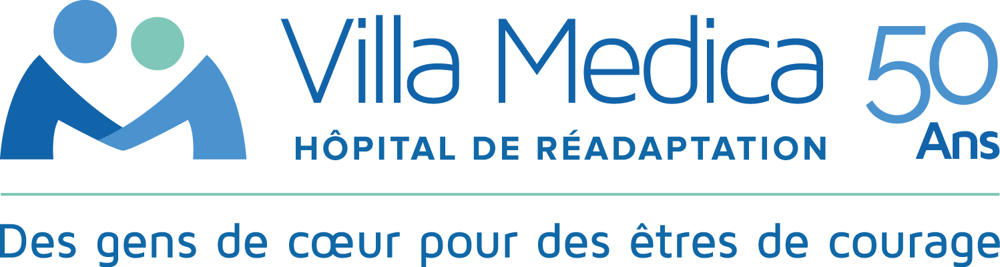 Villa Medica 50
HÔPITAL DE RÉADAPTATION Ans
Des gens de cœur pour des êtres de courage